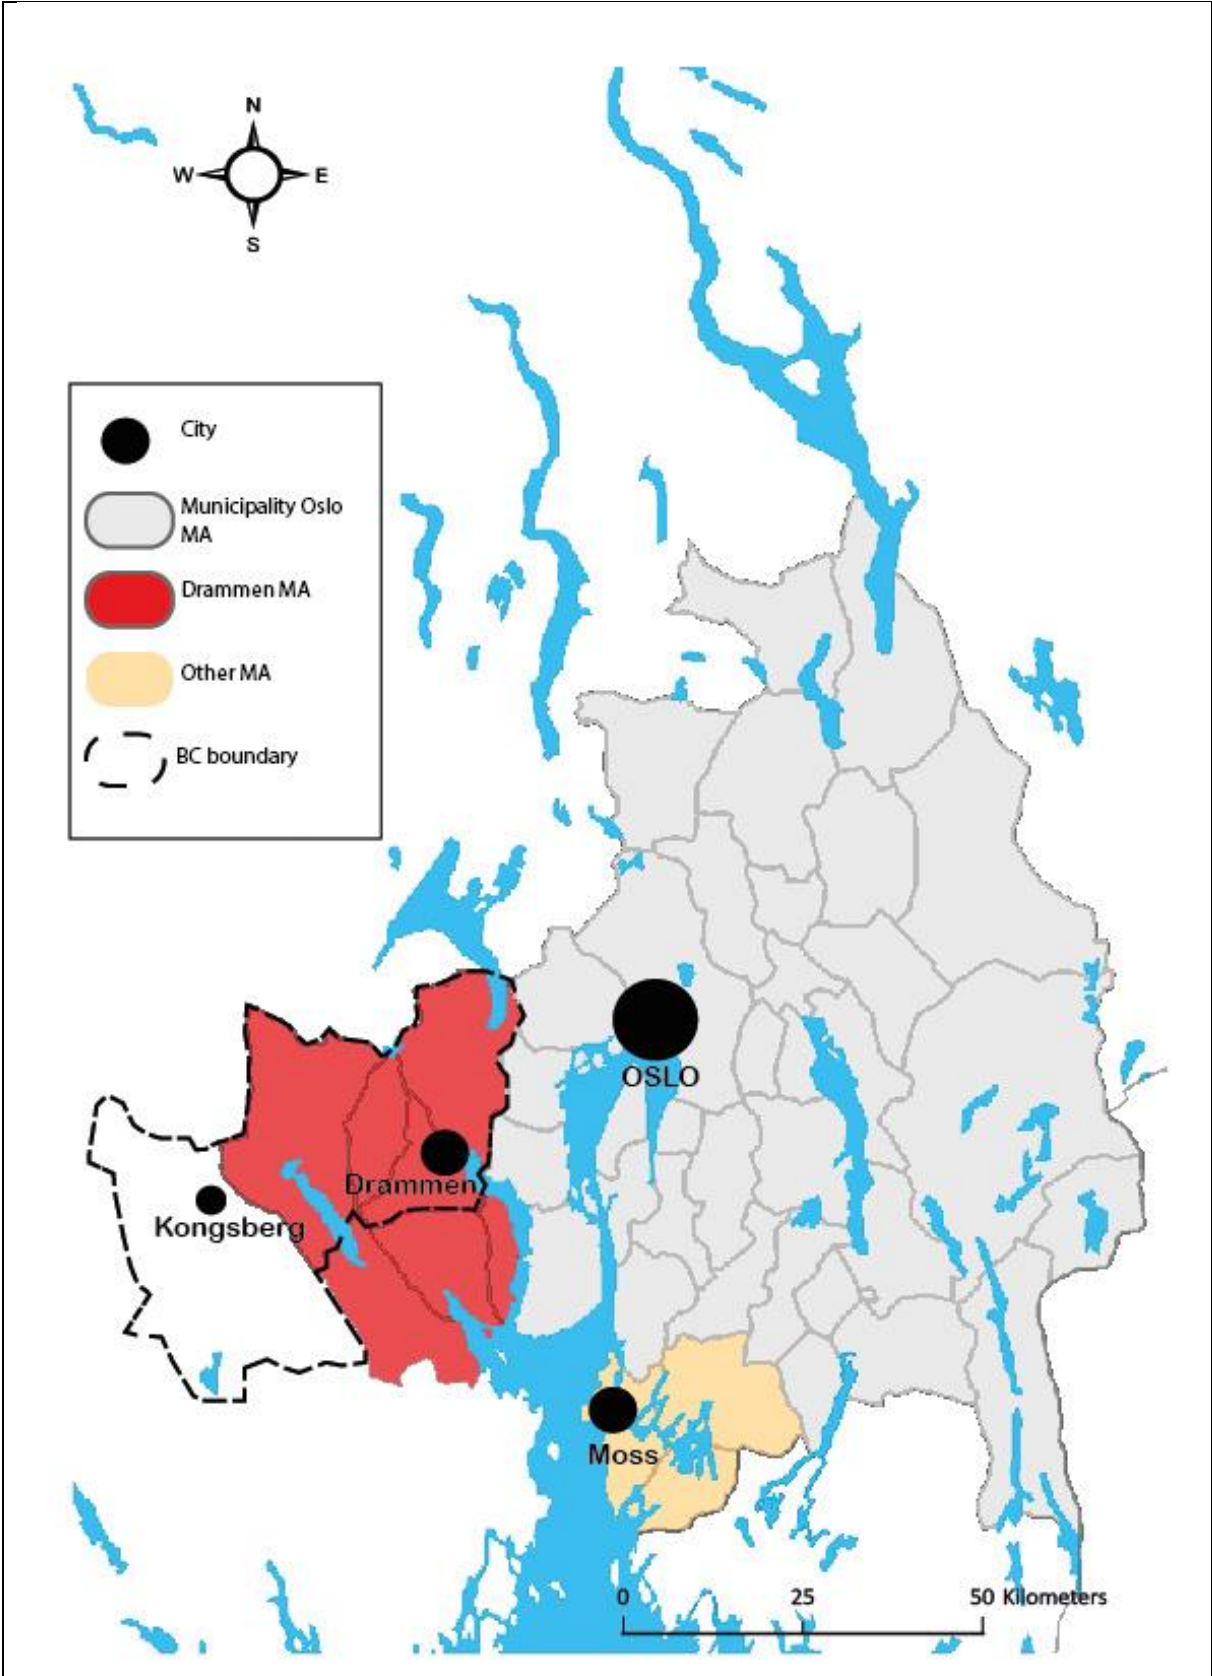 N
W E
S
City
Municipality Oslo
MA
Drammen MA
Other MA
BC boundary
OSLO
Drammen
Kongsberg
Moss
0 25 50 Kilometers